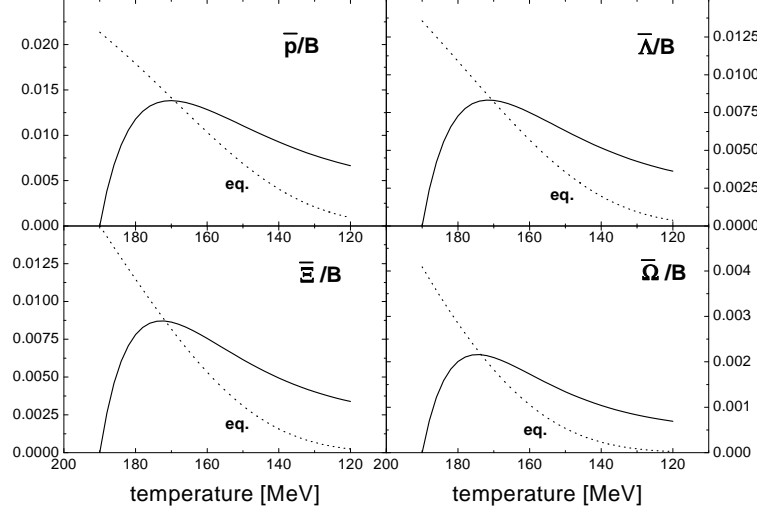 p̅/B
0.020
0.015
0.010
0.005
0.000
eq.
180 160 140 120
Λ̅/B
0.0125
0.0100
0.0075
0.0050
0.0025
0.0000
eq.
180 160 140 120
Ξ̅/B
0.0125
0.0100
0.0075
0.0050
0.0025
0.0000
eq.
200 180 160 140 120
temperature [MeV]
Ω̅/B
0.004
0.003
0.002
0.001
0.000
eq.
200 180 160 140 120
temperature [MeV]